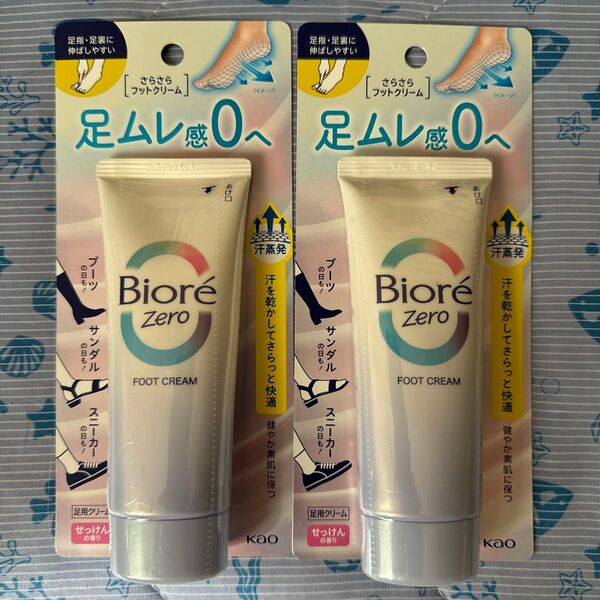 足指・足裏に
伸ばしやすい
さらさら
フットクリーム
(イメージ)
足ムレ感0へ
あけ口
汗蒸発
ブーツ
の日も!
サンダル
の日も!
スニーカー
の日も!
Bioré
Zero
FOOT CREAM
汗を乾かしてさらっと快適
健やか素肌に保つ
足用クリーム
せっけん
の香り
Kao
足指・足裏に
伸ばしやすい
さらさら
フットクリーム
(イメージ)
足ムレ感0へ
あけ口
汗蒸発
ブーツ
の日も!
サンダル
の日も!
スニーカー
の日も!
Bioré
Zero
FOOT CREAM
汗を乾かしてさらっと快適
健やか素肌に保つ
足用クリーム
せっけん
の香り
Kao